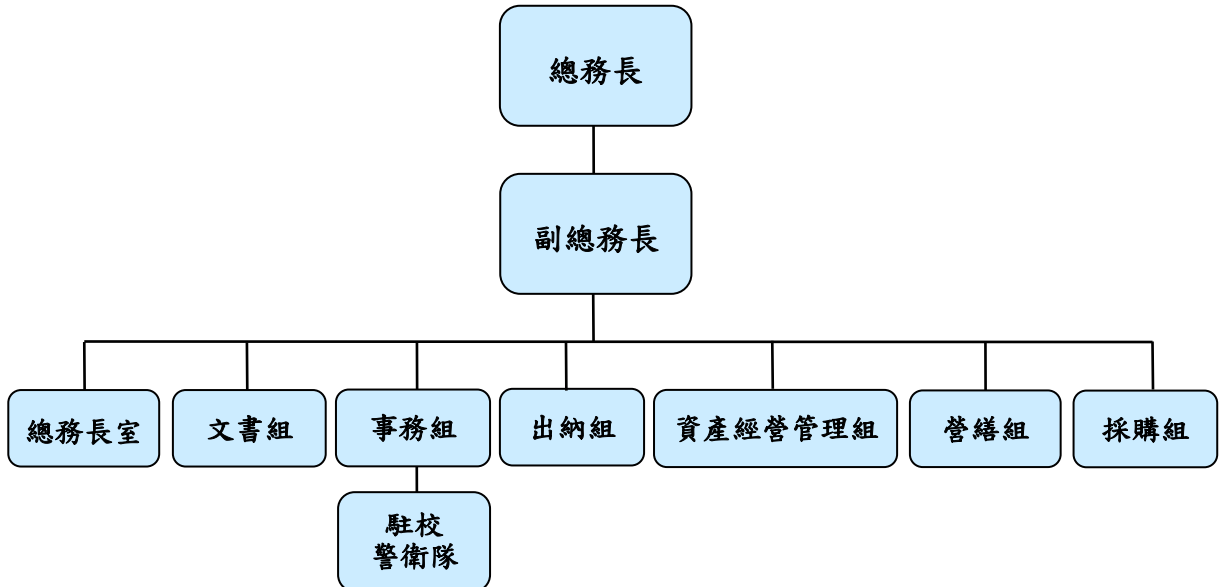 總務長
副總務長
總務長室
文書組
事務組
出納組
資產經營管理組
營繕組
採購組
駐校
警衛隊